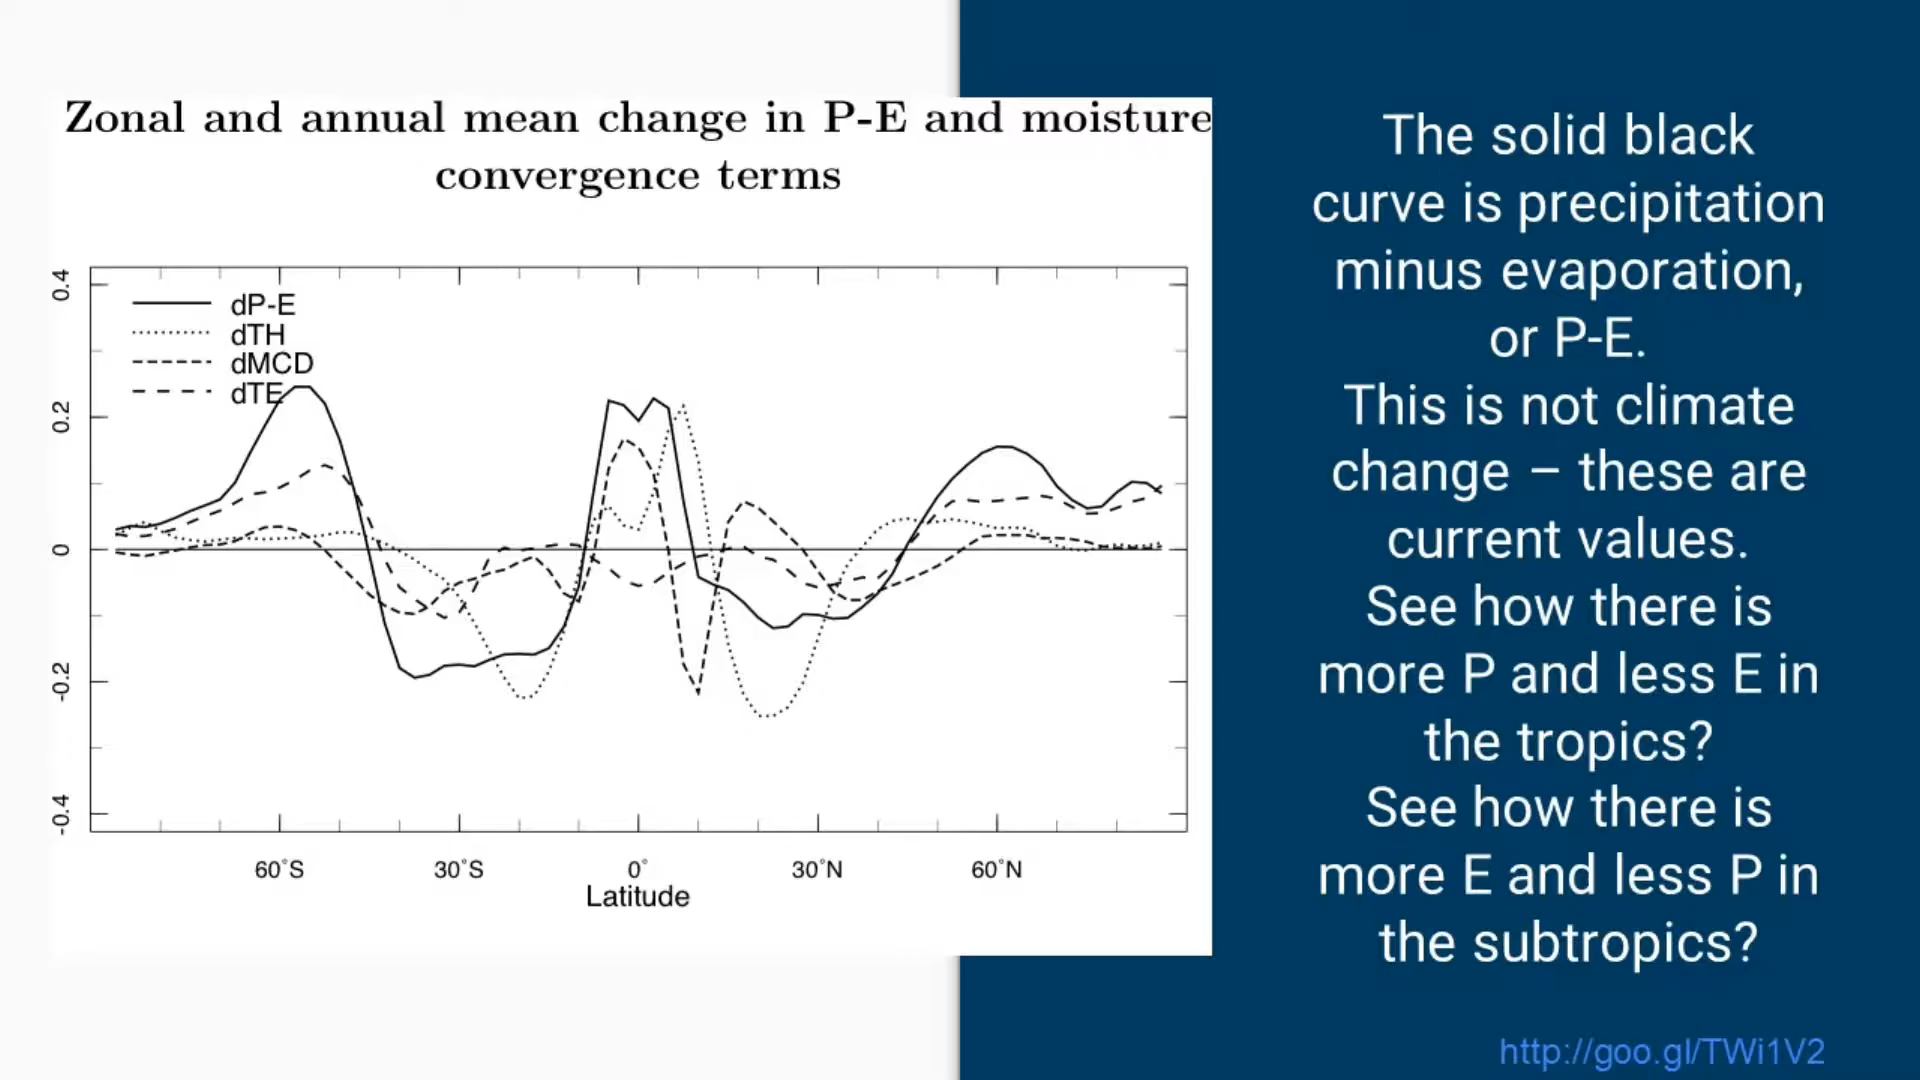 Zonal and annual mean change in P-E and moisture
convergence terms
0.4
0.2
0
-0.2
-0.4
dP-E
dTH
dMCD
dTE
60°S
30°S
0°
30°N
60°N
Latitude
The solid black
curve is precipitation
minus evaporation,
or P-E.
This is not climate
change – these are
current values.
See how there is
more P and less E in
the tropics?
See how there is
more E and less P in
the subtropics?
http://goo.gl/TWi1V2